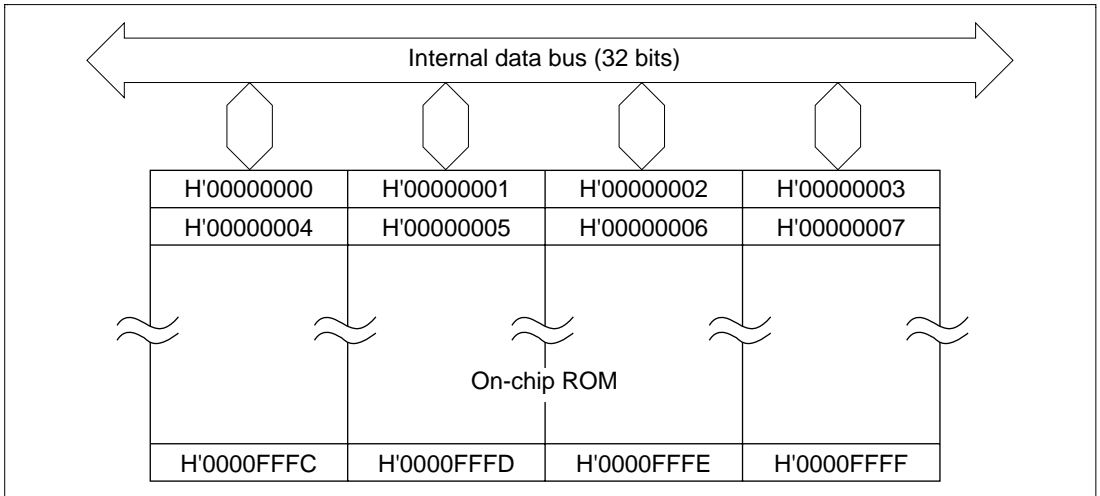 Internal data bus (32 bits)
H'00000000 H'00000001 H'00000002 H'00000003
H'00000004 H'00000005 H'00000006 H'00000007
On-chip ROM
H'0000FFFC H'0000FFFD H'0000FFFE H'0000FFFF